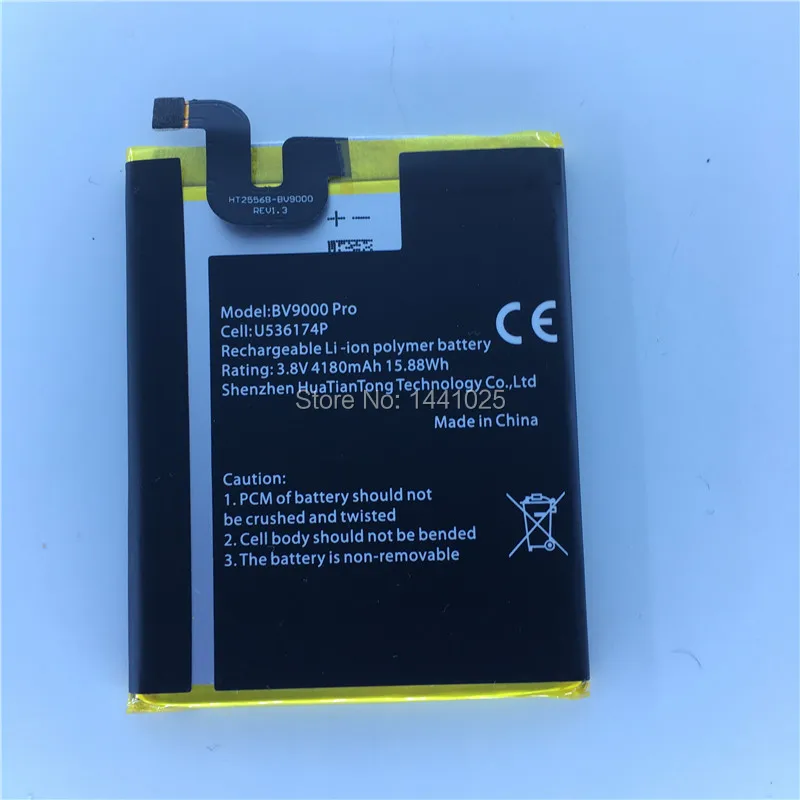 HT2556B-BV9000
REV1.3
+ -
Model:BV9000 Pro
Cell:U536174P
Rechargeable Li -ion polymer battery
Rating: 3.8V 4180mAh 15.88Wh
Shenzhen HuaTianTong Technology Co.,Ltd
Store No: 1441025
Made in China
CE
Caution:
1. PCM of battery should not
be crushed and twisted
2. Cell body should not be bended
3. The battery is non-removable